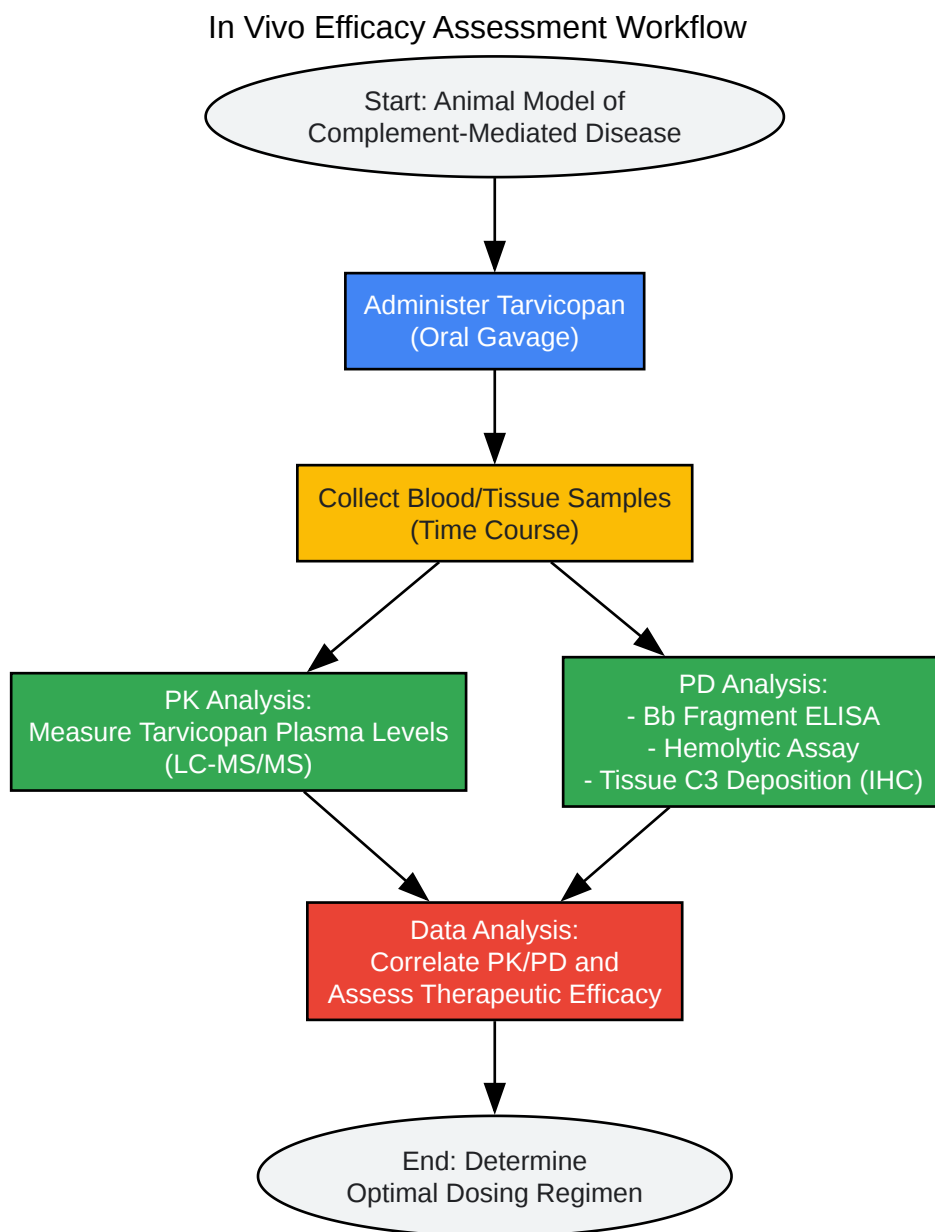 In Vivo Efficacy Assessment Workflow
Start: Animal Model of
Complement-Mediated Disease
Administer Tarvicopan
(Oral Gavage)
Collect Blood/Tissue Samples
(Time Course)
PK Analysis:
Measure Tarvicopan Plasma Levels
(LC-MS/MS)
PD Analysis:
- Bb Fragment ELISA
- Hemolytic Assay
- Tissue C3 Deposition (IHC)
Data Analysis:
Correlate PK/PD and
Assess Therapeutic Efficacy
End: Determine
Optimal Dosing Regimen